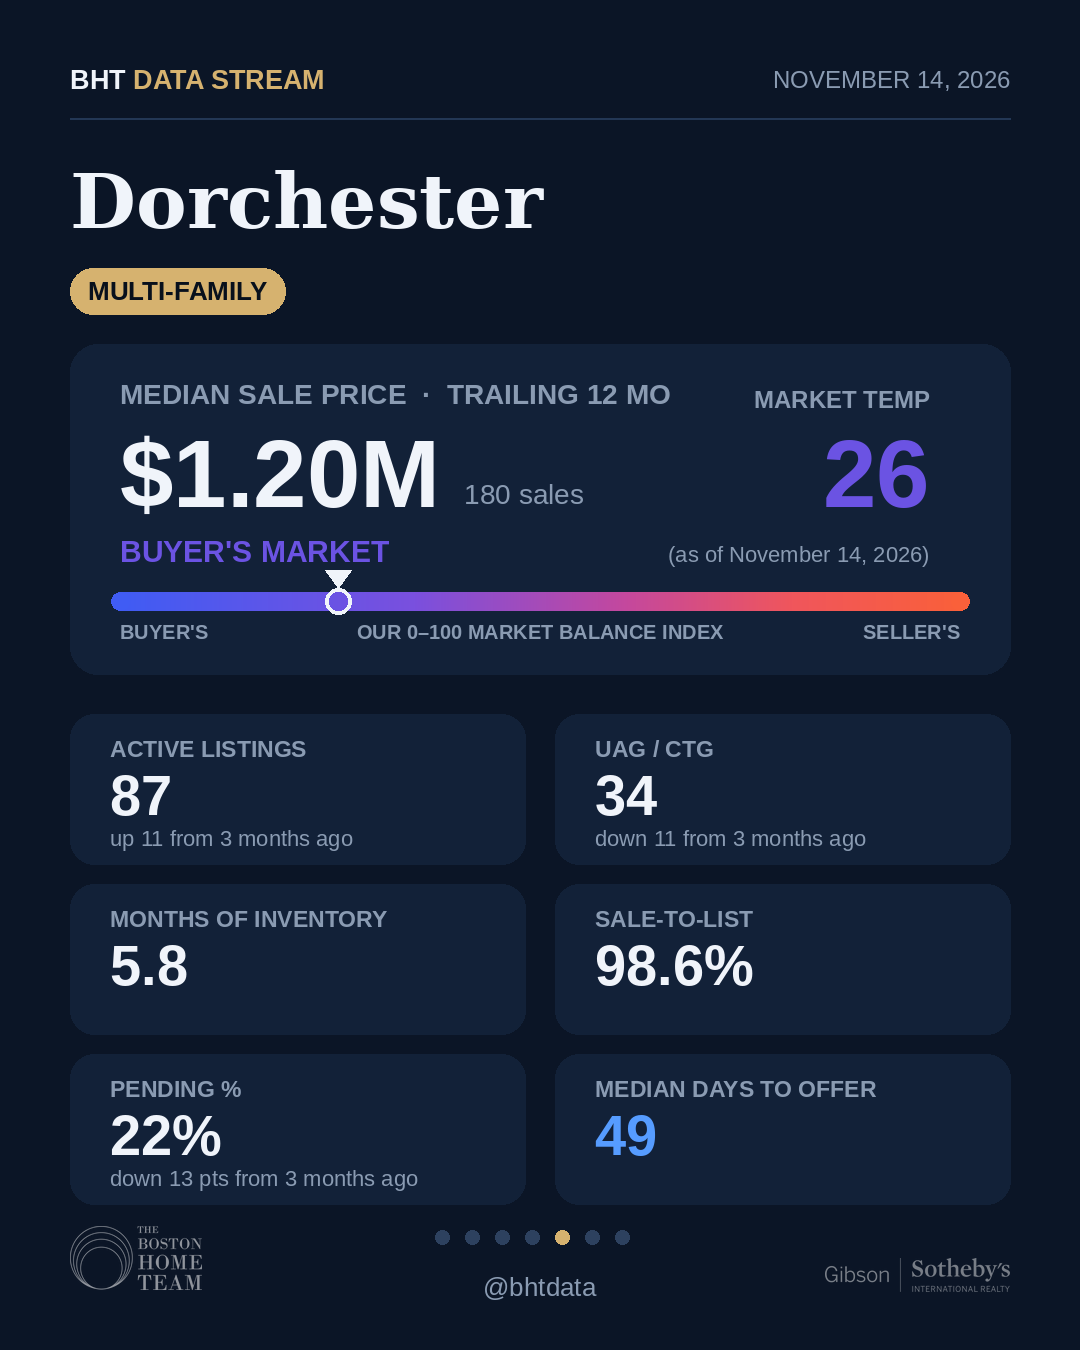 BHT DATA STREAM
NOVEMBER 14, 2026
Dorchester
MULTI-FAMILY
MEDIAN SALE PRICE · TRAILING 12 MO
MARKET TEMP
$1.20M
180 sales
26
BUYER'S MARKET
(as of November 14, 2026)
BUYER'S
OUR 0–100 MARKET BALANCE INDEX
SELLER'S
ACTIVE LISTINGS
87
up 11 from 3 months ago
UAG / CTG
34
down 11 from 3 months ago
MONTHS OF INVENTORY
5.8
SALE-TO-LIST
98.6%
PENDING %
22%
down 13 pts from 3 months ago
MEDIAN DAYS TO OFFER
49
THE
BOSTON
HOME
TEAM
@bhtdata
Gibson
Sotheby's
INTERNATIONAL REALTY